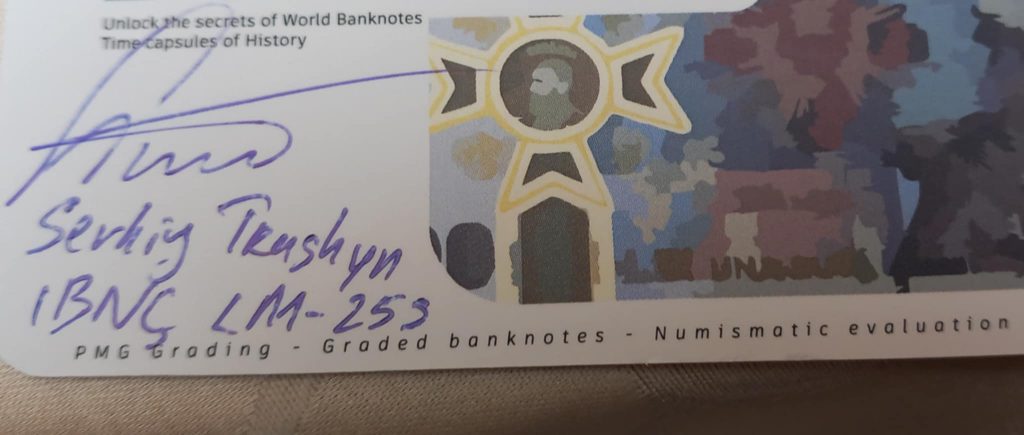 Unlock the secrets of World Banknotes
Time capsules of History
Serhiy Tkashyn
IBNS LM-253
PMG Grading - Graded banknotes - Numismatic evaluation